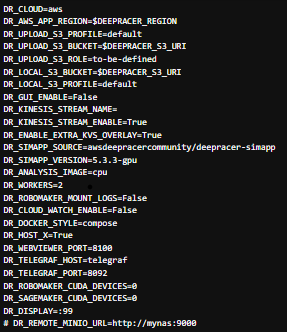 DR_CLOUD=aws
DR_AWS_APP_REGION=$DEEPRACER_REGION
DR_UPLOAD_S3_PROFILE=default
DR_UPLOAD_S3_BUCKET=$DEEPRACER_S3_URI
DR_UPLOAD_S3_ROLE=to-be-defined
DR_LOCAL_S3_BUCKET=$DEEPRACER_S3_URI
DR_LOCAL_S3_PROFILE=default
DR_GUI_ENABLE=False
DR_KINESIS_STREAM_NAME=
DR_KINESIS_STREAM_ENABLE=True
DR_ENABLE_EXTRA_KVS_OVERLAY=True
DR_SIMAPP_SOURCE=awsdeepracercommunity/deepracer-simapp
DR_SIMAPP_VERSION=5.3.3-gpu
DR_ANALYSIS_IMAGE=cpu
DR_WORKERS=2
DR_ROBOMAKER_MOUNT_LOGS=False
DR_CLOUD_WATCH_ENABLE=False
DR_DOCKER_STYLE=compose
DR_HOST_X=True
DR_WEBVIEWER_PORT=8100
DR_TELEGRAF_HOST=telegraf
DR_TELEGRAF_PORT=8092
DR_ROBOMAKER_CUDA_DEVICES=0
DR_SAGEMAKER_CUDA_DEVICES=0
DR_DISPLAY=:99
# DR_REMOTE_MINIO_URL=http://mynas:9000